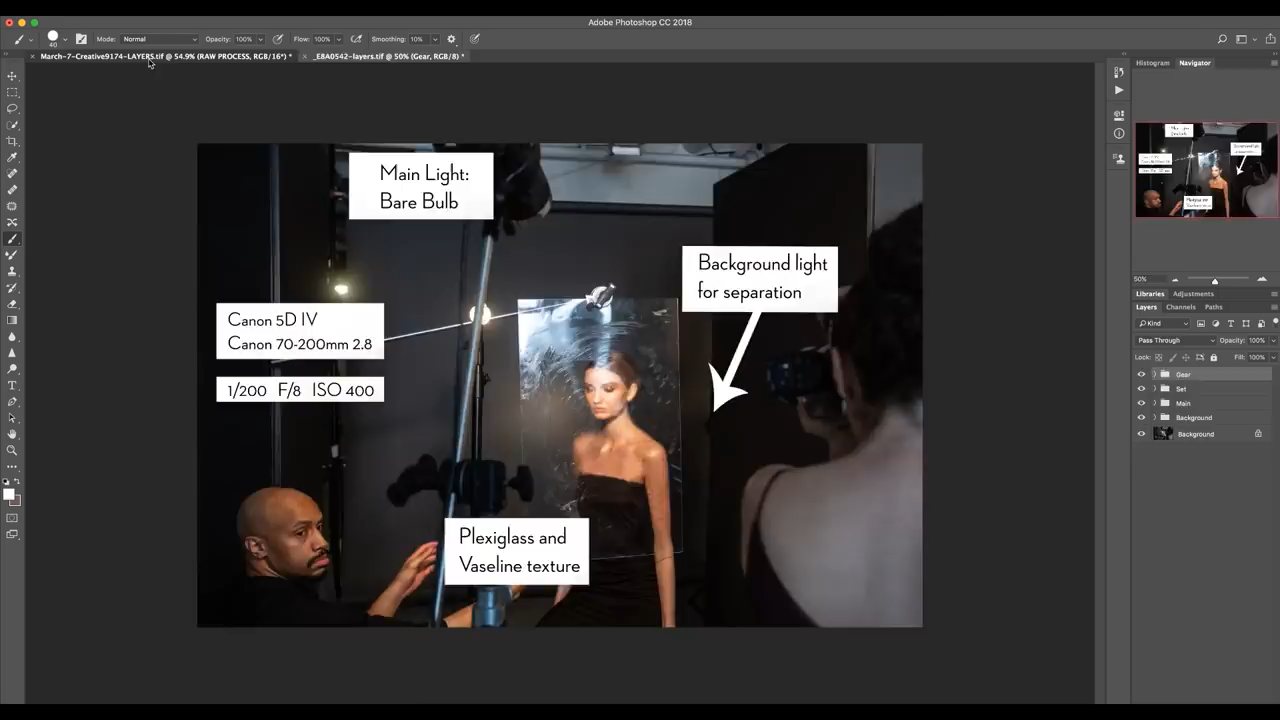 Adobe Photoshop CC 2018
Mode: Normal Opacity: 100% Flow: 100% Smoothing: 10%
March-7-Creative9174-LAYERS.tif @ 54.9% (RAW PROCESS, RGB/16*) *
_E8A0542-layers.tif @ 50% (Gear, RGB/8) *
Histogram Navigator
Main Light:
Bare Bulb
Background light
for separation
Canon 5D IV
Canon 70-200mm 2.8
1/200 F/8 ISO 400
Plexiglass and
Vaseline texture
50%
Libraries Adjustments
Layers Channels Paths
Kind
Pass Through Opacity: 100%
Lock: Fill: 100%
Gear
Set
Main
Background
Background
40